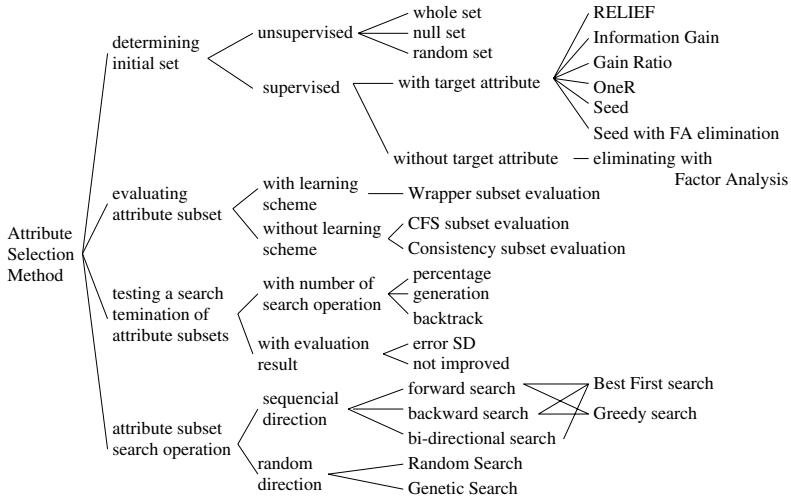 Attribute
Selection
Method
determining
initial set
unsupervised
whole set
null set
random set
supervised
with target attribute
RELIEF
Information Gain
Gain Ratio
OneR
Seed
Seed with FA elimination
without target attribute
eliminating with
Factor Analysis
evaluating
attribute subset
with learning
scheme
Wrapper subset evaluation
without learning
scheme
CFS subset evaluation
Consistency subset evaluation
testing a search
temination of
attribute subsets
with number of
search operation
percentage
generation
backtrack
with evaluation
result
error SD
not improved
attribute subset
search operation
sequencial
direction
forward search
backward search
bi-directional search
Best First search
Greedy search
random
direction
Random Search
Genetic Search